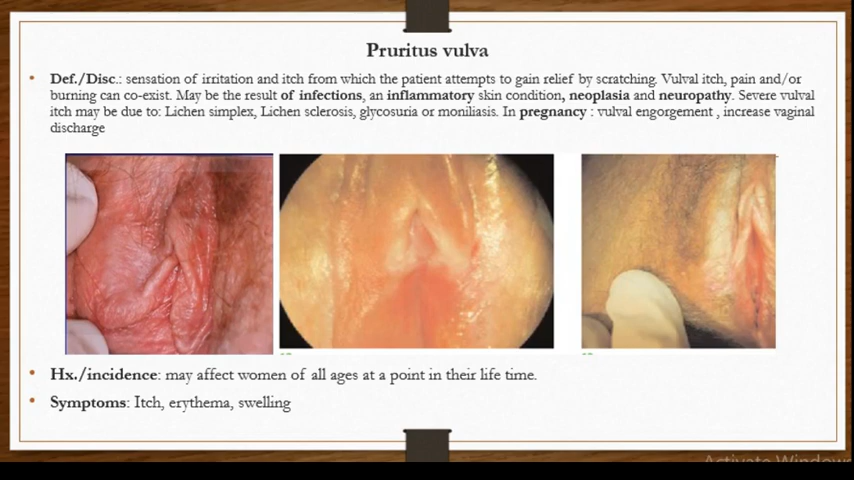 Pruritus vulva
• Def./Disc.: sensation of irritation and itch from which the patient attempts to gain relief by scratching. Vulval itch, pain and/or
burning can co-exist. May be the result of infections, an inflammatory skin condition, neoplasia and neuropathy. Severe vulval
itch may be due to: Lichen simplex, Lichen sclerosis, glycosuria or moniliasis. In pregnancy : vulval engorgement , increase vaginal
discharge
• Hx./incidence: may affect women of all ages at a point in their life time.
• Symptoms: Itch, erythema, swelling
Activate Windows